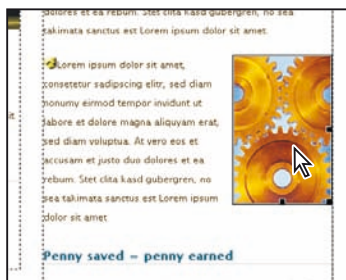 dolores et ea rebum. Stet clita kasd gubergren, no sea
takimata sanctus est Lorem ipsum dolor sit amet.
Lorem ipsum dolor sit amet,
consetetur sadipscing elitr, sed diam
nonumy eirmod tempor invidunt ut
labore et dolore magna aliquyam erat,
sed diam voluptua. At vero eos et
accusam et justo duo dolores et ea
rebum. Stet clita kasd gubergren, no
sea takimata sanctus est Lorem ipsum
dolor sit amet
it
Penny saved – penny earned